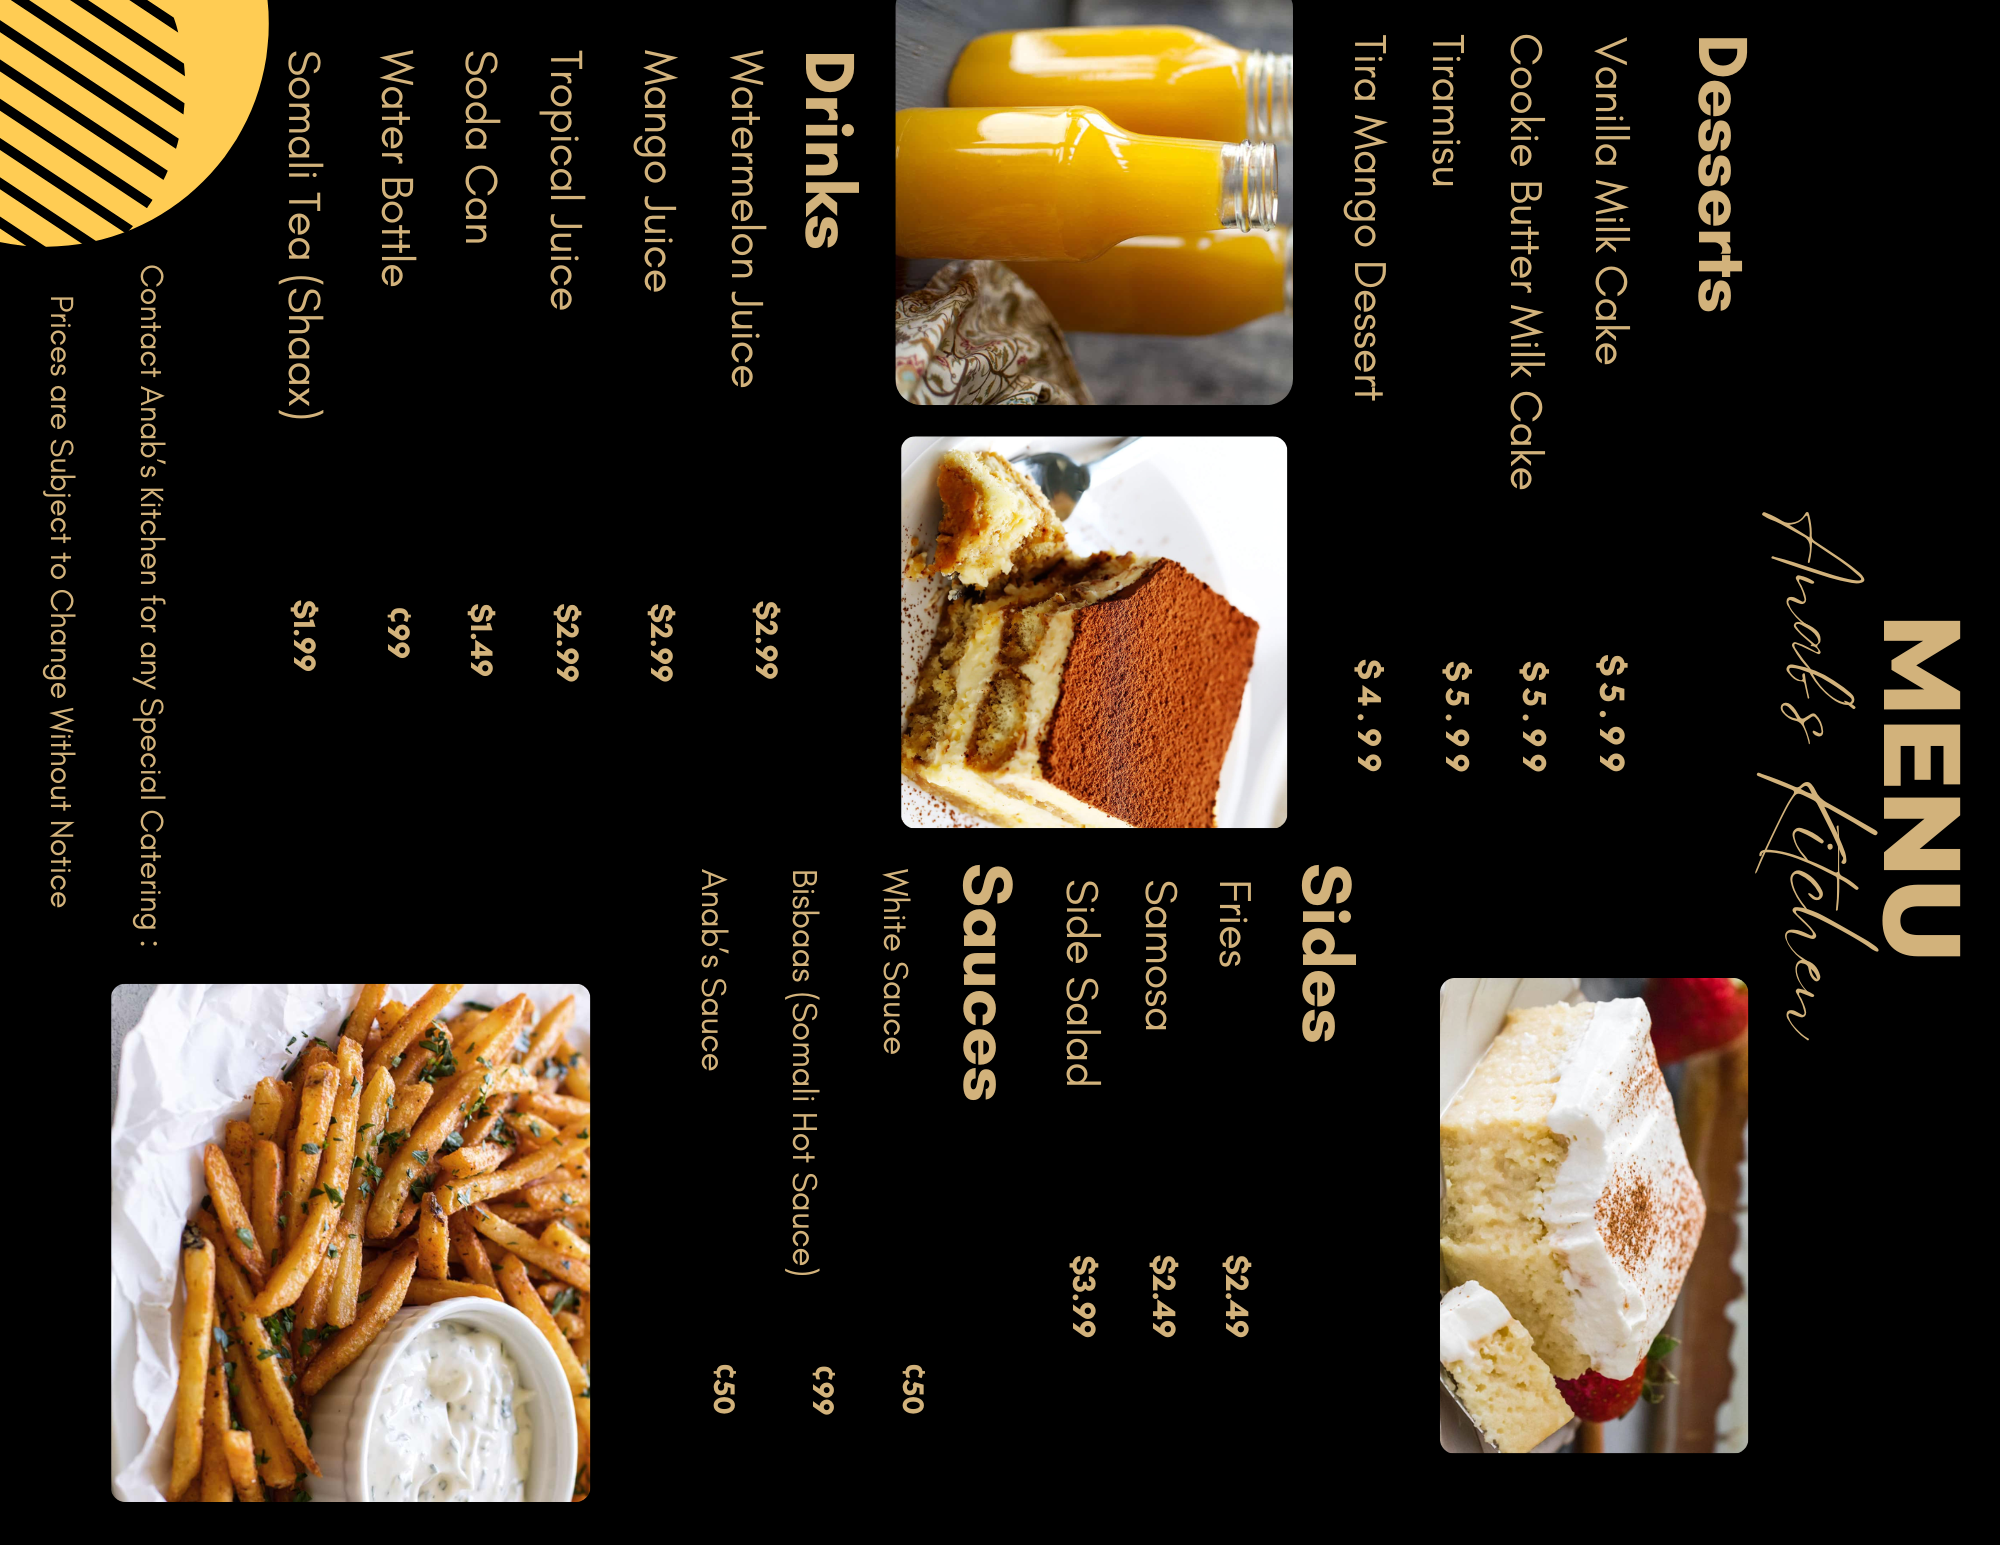 MENU
Anab's Kitchen
Desserts
Vanilla Milk Cake $5.99
Cookie Butter Milk Cake $5.99
Tiramisu $5.99
Tira Mango Dessert $4.99
Drinks
Watermelon Juice $2.99
Mango Juice $2.99
Tropical Juice $2.99
Soda Can $1.49
Water Bottle ¢99
Somali Tea (Shaax) $1.99
Sides
Fries $2.49
Samosa $2.49
Side Salad $3.99
Sauces
White Sauce ¢50
Bisbaas (Somali Hot Sauce) ¢99
Anab's Sauce ¢50
Contact Anab's Kitchen for any Special Catering :
Prices are Subject to Change Without Notice